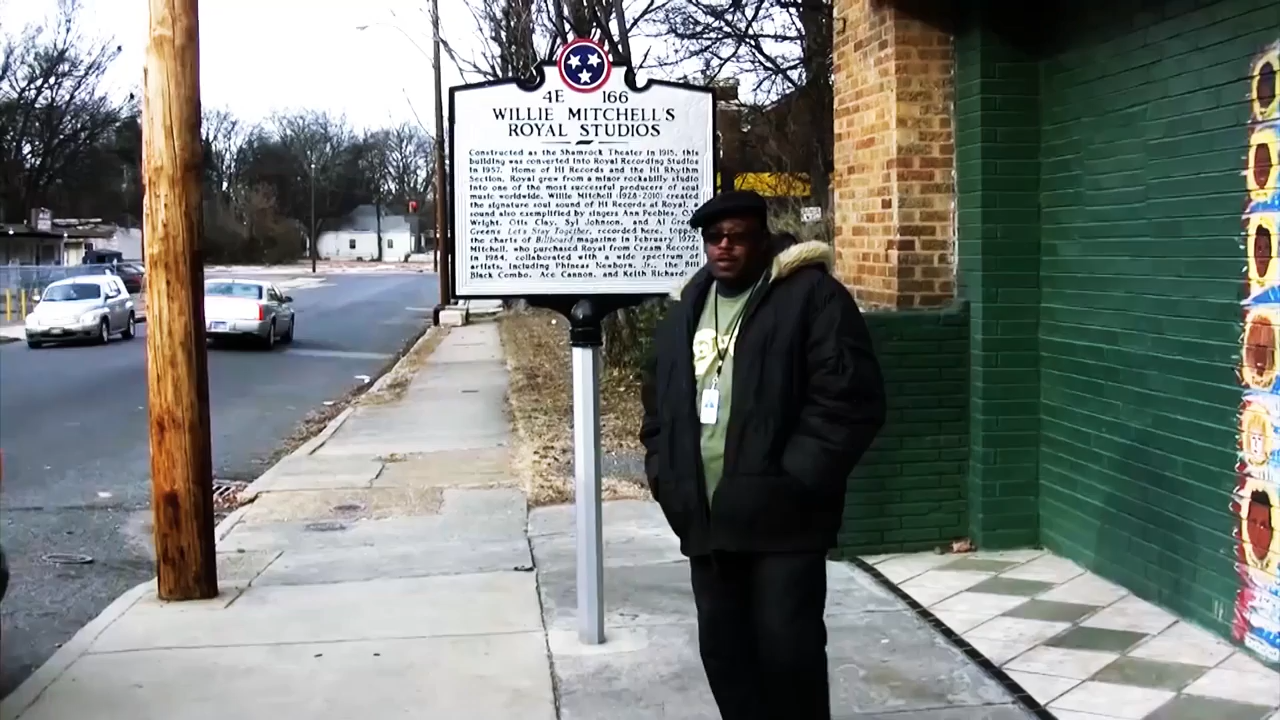 4E 166
WILLIE MITCHELL'S
ROYAL STUDIOS
Constructed as the Shamrock Theater in 1915, this
building was converted into Royal Recording Studios
in 1957. Home of HI Records and the HI Rhythm
Section, Royal grew from a minor rockabilly studio
into one of the most successful producers of soul
music worldwide. Willie Mitchell (1928-2010) created
the signature soul sound of HI Records at Royal, a
sound also exemplified by singers Ann Peebles, O.V.
Wright, Otis Clay, Syl Johnson, and Al Green.
Green's Let's Stay Together, recorded here, topped
the charts of Billboard magazine in February 1972.
Mitchell, who purchased Royal from Cream Records
in 1984, collaborated with a wide spectrum of
artists, including Phineas Newborn, Jr., the Bill
Black Combo, Ace Cannon, and Keith Richards